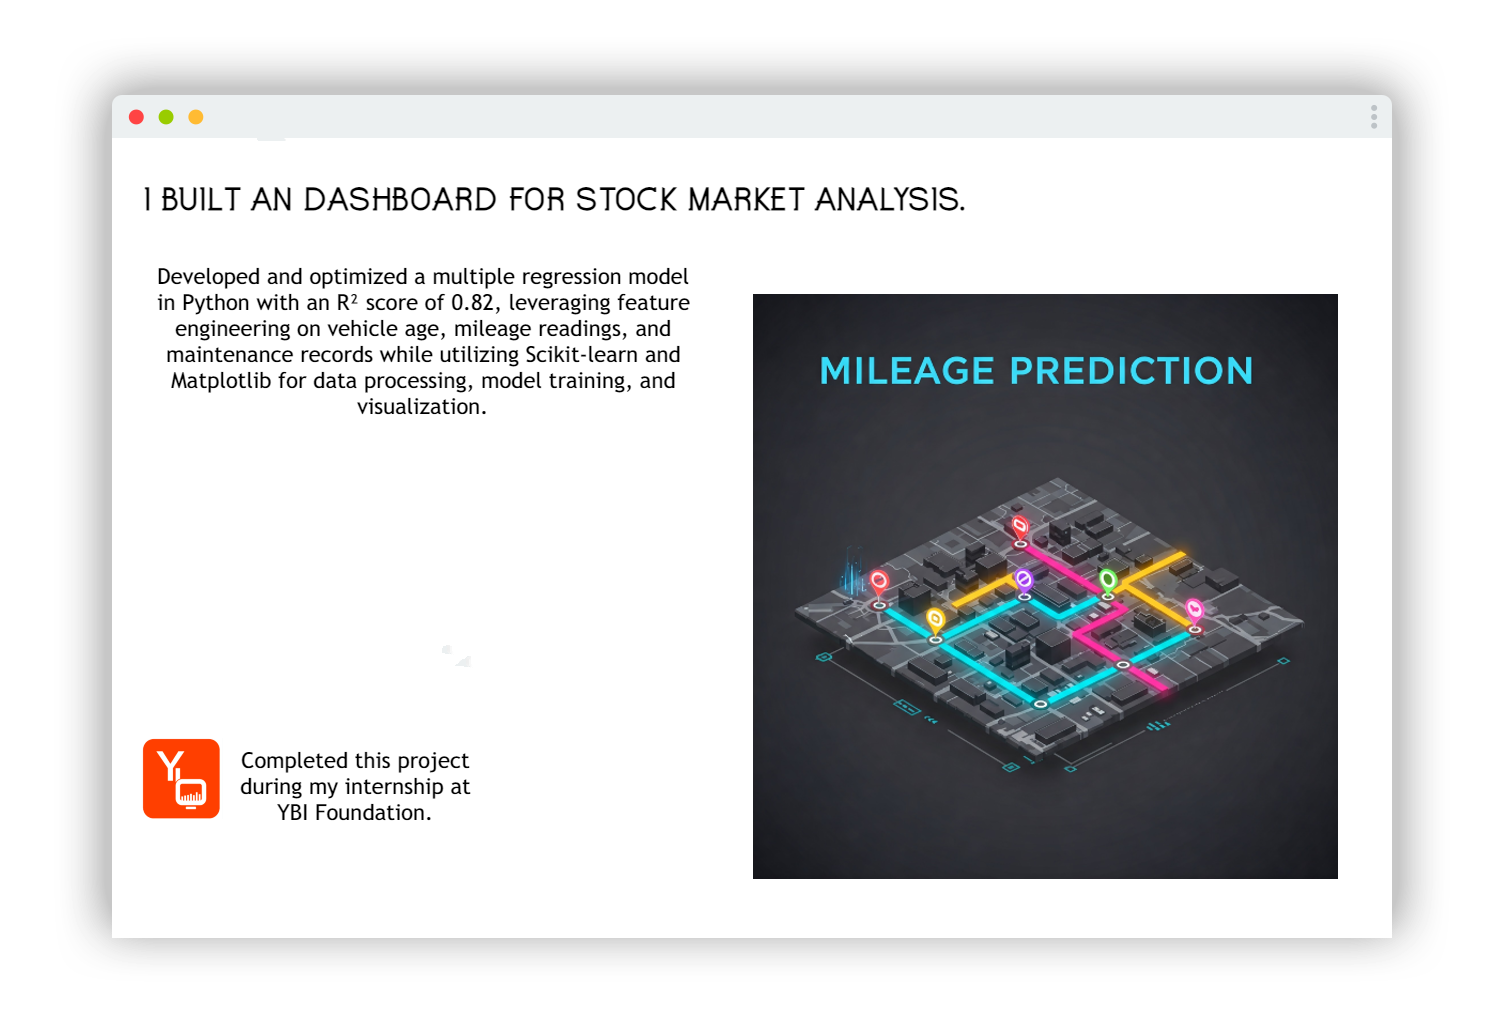 I BUILT AN DASHBOARD FOR STOCK MARKET ANALYSIS.
Developed and optimized a multiple regression model
in Python with an R² score of 0.82, leveraging feature
engineering on vehicle age, mileage readings, and
maintenance records while utilizing Scikit-learn and
Matplotlib for data processing, model training, and
visualization.
MILEAGE PREDICTION
Completed this project
during my internship at
YBI Foundation.